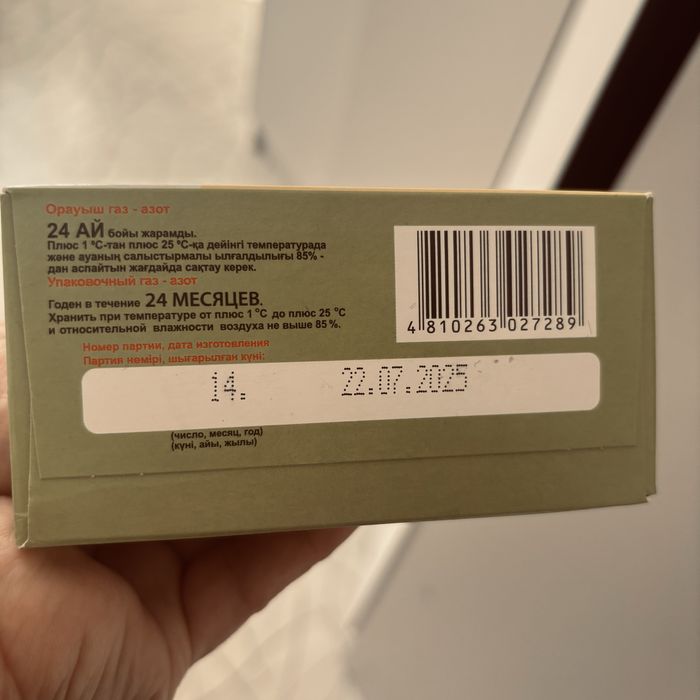 Орауыш газ - азот
24 АЙ бойы жарамды.
Плюс 1 °С-тан плюс 25 °С-қа дейінгі температурада
және ауаның салыстырмалы ылғалдылығы 85% -
дан аспайтын жағдайда сақтау керек.
Упаковочный газ - азот
Годен в течение 24 МЕСЯЦЕВ.
Хранить при температуре от плюс 1 °С до плюс 25 °С
и относительной влажности воздуха не выше 85%.
4 810263 027289
Номер партии, дата изготовления
Партия нөмірі, шығарылған күні:
14. 22.07.2025
(число, месяц, год)
(күні, айы, жылы)